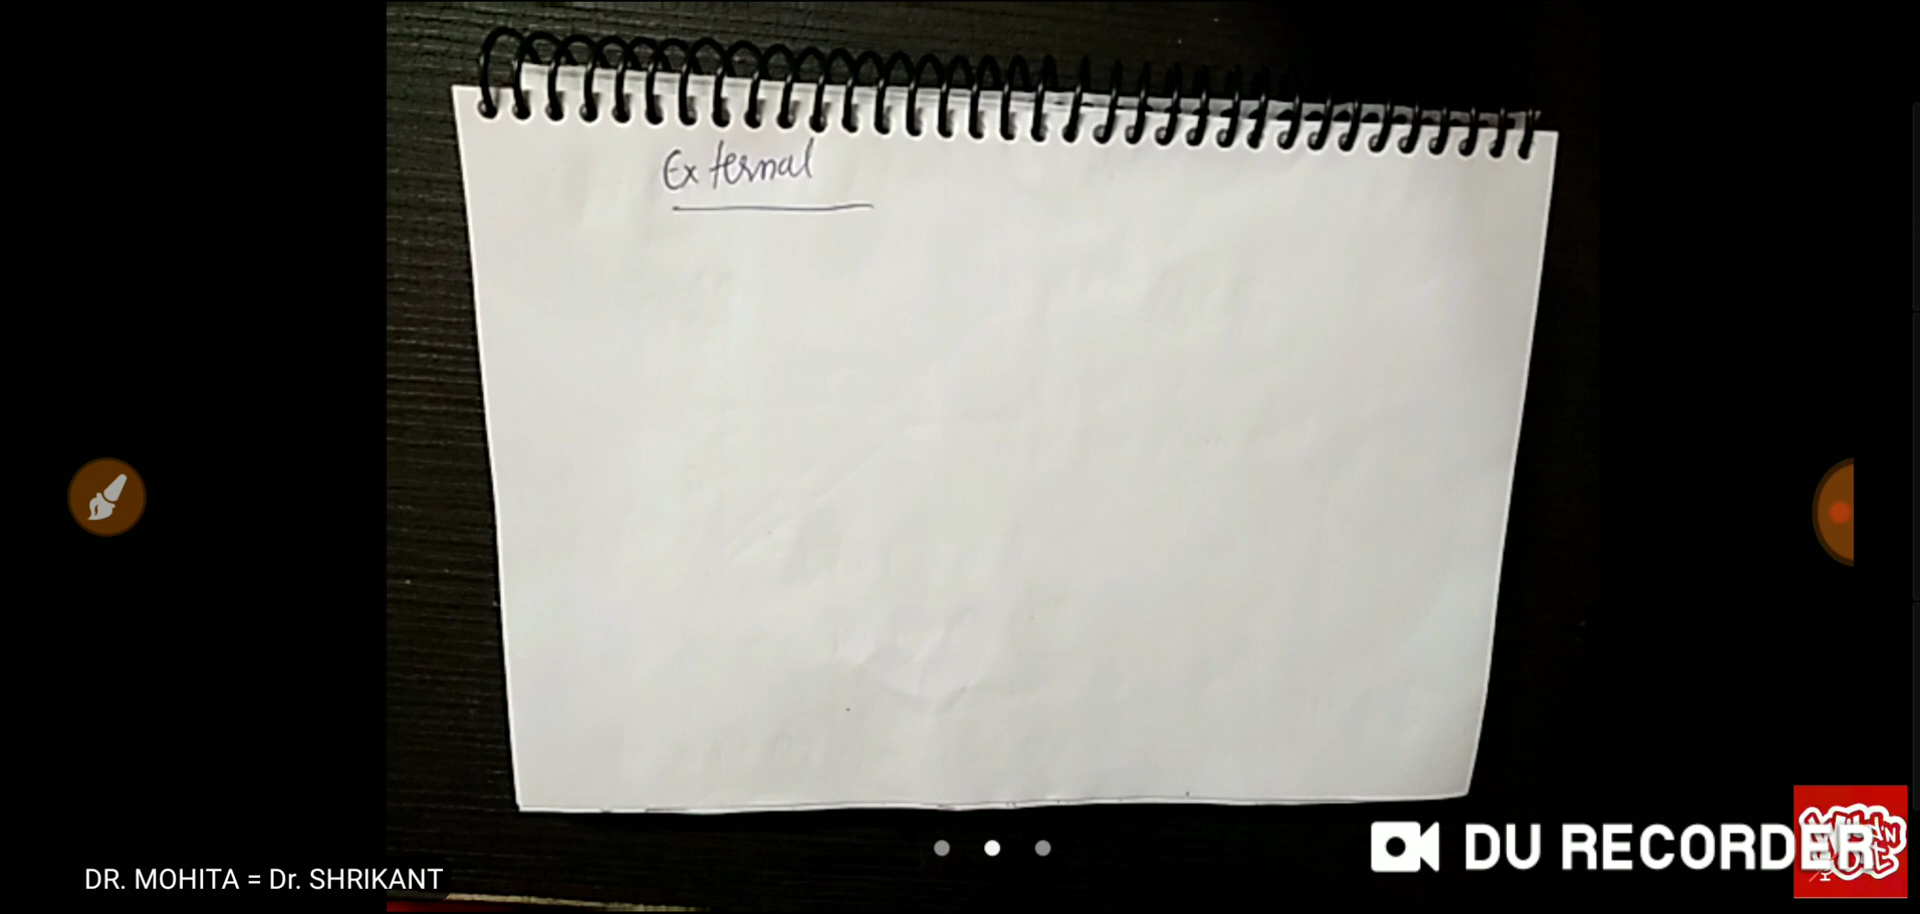 External
DR. MOHITA = Dr. SHRIKANT
DU RECORDER